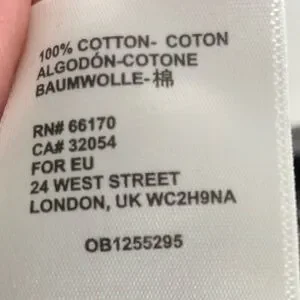 100% COTTON- COTON
ALGODÓN-COTONE
BAUMWOLLE-棉
RN# 66170
CA# 32054
FOR EU
24 WEST STREET
LONDON, UK WC2H9NA
OB1255295